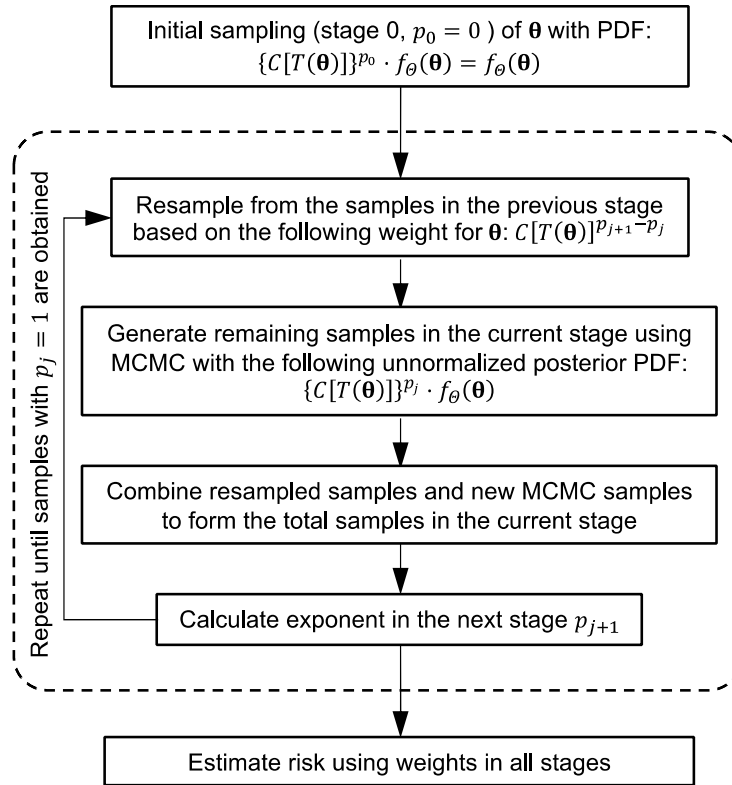 Initial sampling (stage 0, p₀ = 0 ) of 𝛉 with PDF:
{C[T(𝛉)]}^{p₀} · f_Θ(𝛉) = f_Θ(𝛉)
Repeat until samples with p_j = 1 are obtained
Resample from the samples in the previous stage
based on the following weight for 𝛉: C[T(𝛉)]^{p_{j+1}−p_j}
Generate remaining samples in the current stage using
MCMC with the following unnormalized posterior PDF:
{C[T(𝛉)]}^{p_j} · f_Θ(𝛉)
Combine resampled samples and new MCMC samples
to form the total samples in the current stage
Calculate exponent in the next stage p_{j+1}
Estimate risk using weights in all stages